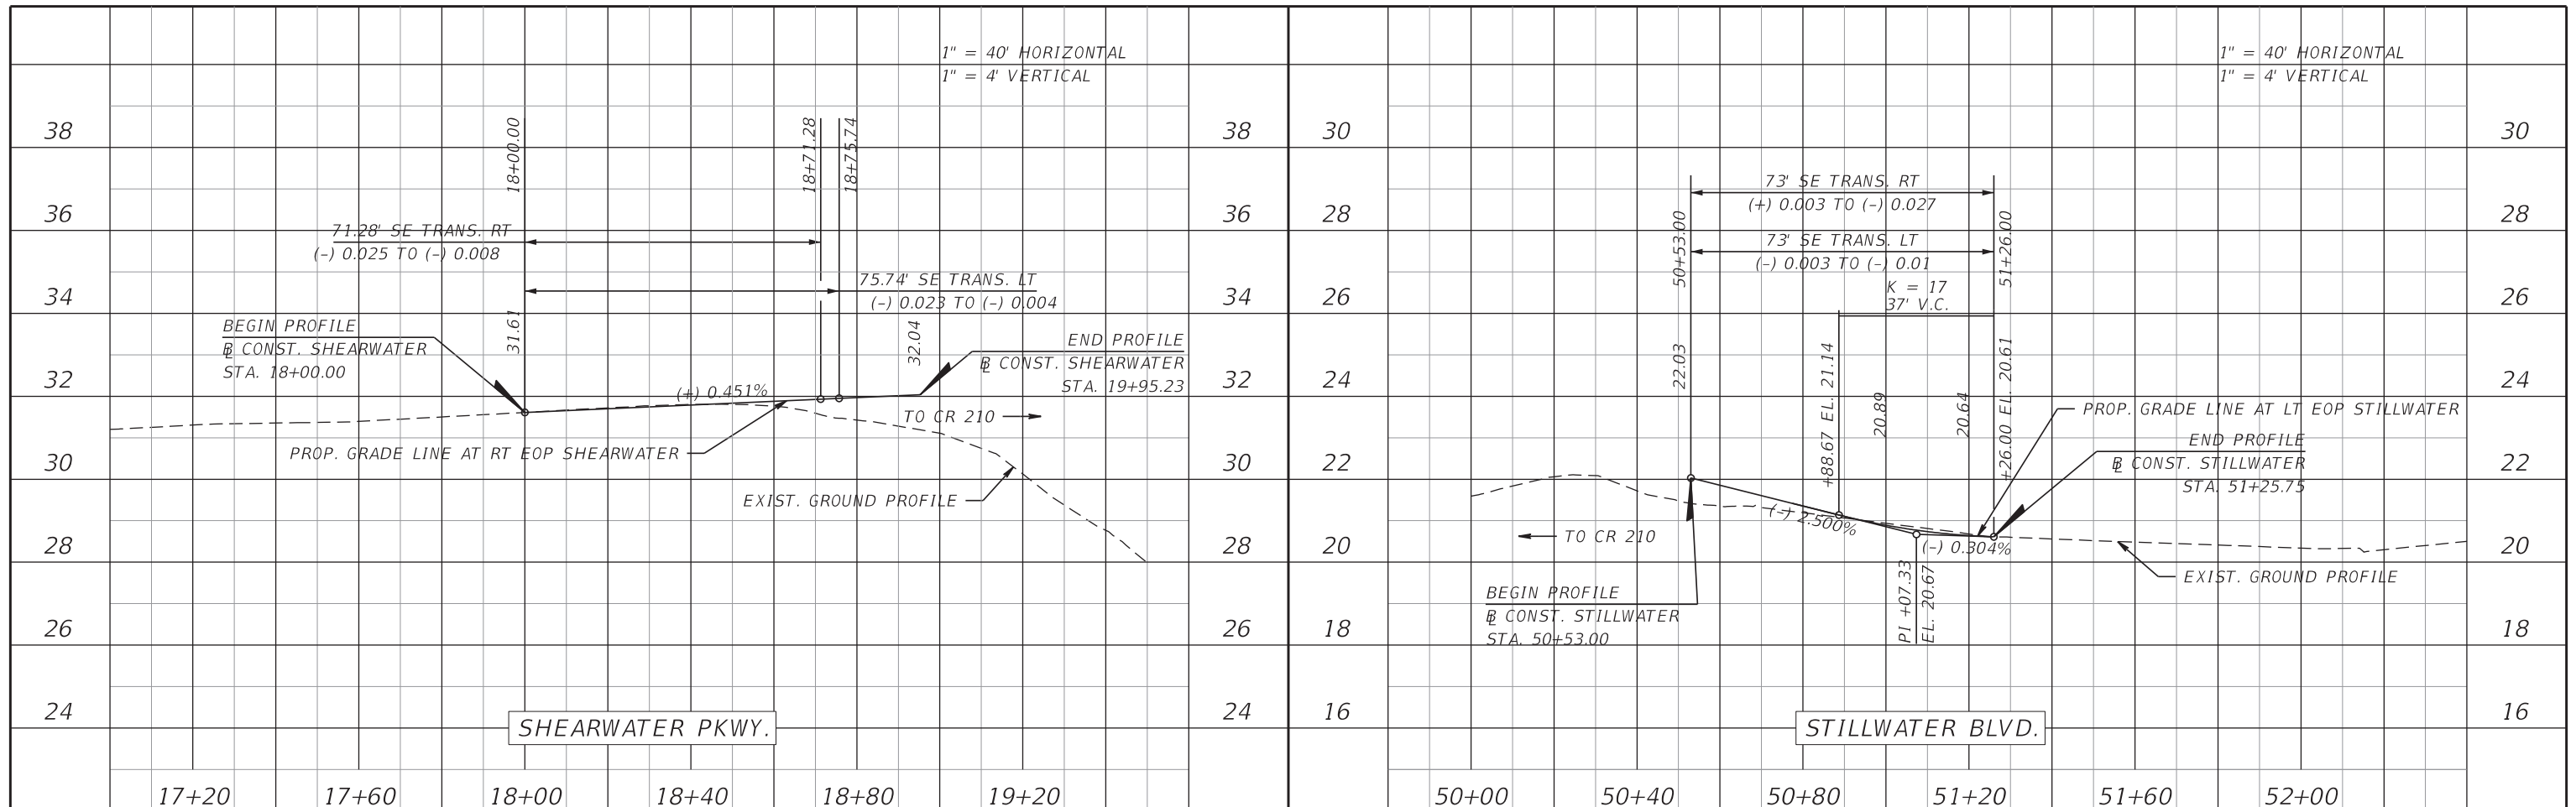 1" = 40' HORIZONTAL
1" = 4' VERTICAL
38
36
34
32
30
28
26
24
18+00.00
18+71.28
18+75.74
71.28' SE TRANS. RT
(-) 0.025 TO (-) 0.008
75.74' SE TRANS. LT
(-) 0.023 TO (-) 0.004
31.61
32.04
BEGIN PROFILE
BL CONST. SHEARWATER
STA. 18+00.00
END PROFILE
BL CONST. SHEARWATER
STA. 19+95.23
(+) 0.451%
TO CR 210
PROP. GRADE LINE AT RT EOP SHEARWATER
EXIST. GROUND PROFILE
SHEARWATER PKWY.
38
36
34
32
30
28
26
24
17+20
17+60
18+00
18+40
18+80
19+20
1" = 40' HORIZONTAL
1" = 4' VERTICAL
30
28
26
24
22
20
18
16
73' SE TRANS. RT
(+) 0.003 TO (-) 0.027
73' SE TRANS. LT
(-) 0.003 TO (-) 0.01
K = 17
37' V.C.
50+53.00
51+26.00
22.03
+88.67 EL. 21.14
20.89
20.64
+26.00 EL. 20.61
PROP. GRADE LINE AT LT EOP STILLWATER
END PROFILE
BL CONST. STILLWATER
STA. 51+25.75
(-) 2.500%
(-) 0.304%
TO CR 210
PI +07.33
EL. 20.67
EXIST. GROUND PROFILE
BEGIN PROFILE
BL CONST. STILLWATER
STA. 50+53.00
STILLWATER BLVD.
30
28
26
24
22
20
18
16
50+00
50+40
50+80
51+20
51+60
52+00